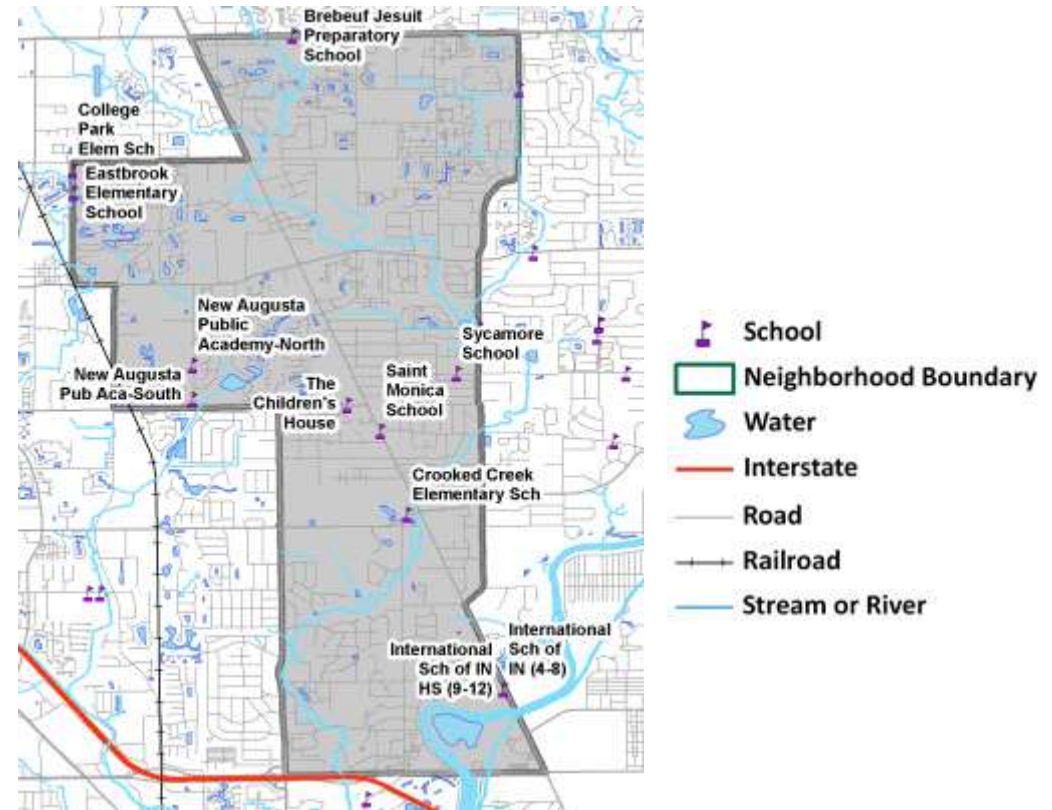 Brebeuf Jesuit
Preparatory
School
College
Park
Elem Sch
Eastbrook
Elementary
School
New Augusta
Public
Academy-North
Sycamore
School
New Augusta
Pub Aca-South
The
Children's
House
Saint
Monica
School
Crooked Creek
Elementary Sch
International
Sch of IN
HS (9-12)
International
Sch of
IN (4-8)
School
Neighborhood Boundary
Water
Interstate
Road
Railroad
Stream or River